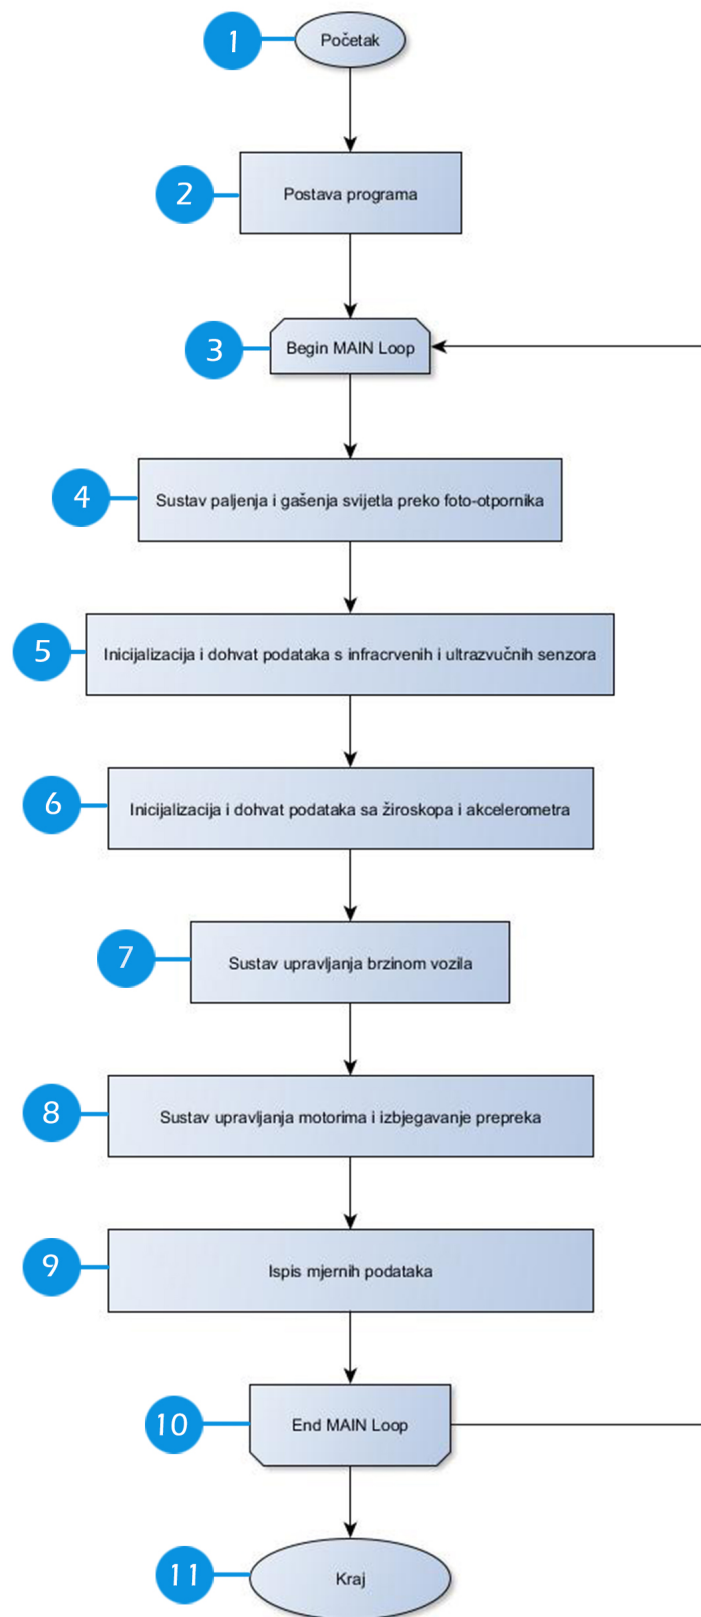 1
Početak
2
Postava programa
3
Begin MAIN Loop
4
Sustav paljenja i gašenja svijetla preko foto-otpornika
5
Inicijalizacija i dohvat podataka s infracrvenih i ultrazvučnih senzora
6
Inicijalizacija i dohvat podataka sa žiroskopa i akcelerometra
7
Sustav upravljanja brzinom vozila
8
Sustav upravljanja motorima i izbjegavanje prepreka
9
Ispis mjernih podataka
10
End MAIN Loop
11
Kraj